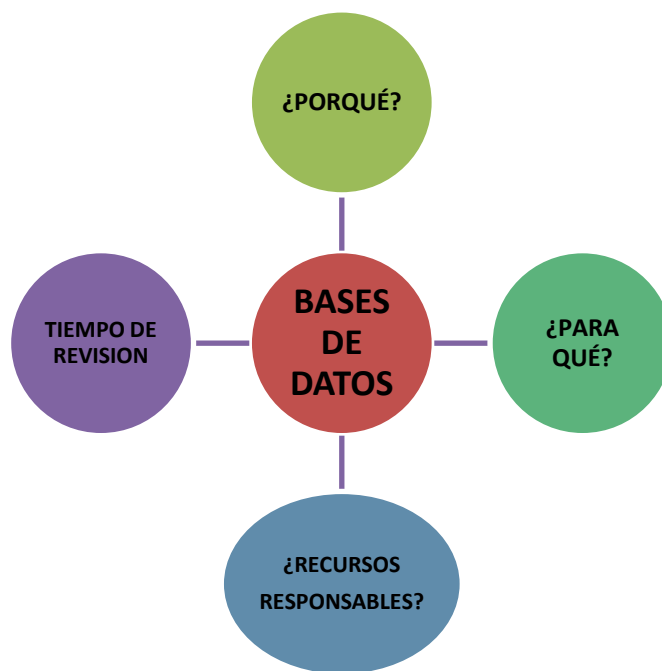 ¿PORQUÉ?
BASES
DE
DATOS
TIEMPO DE
REVISION
¿PARA
QUÉ?
¿RECURSOS
RESPONSABLES?